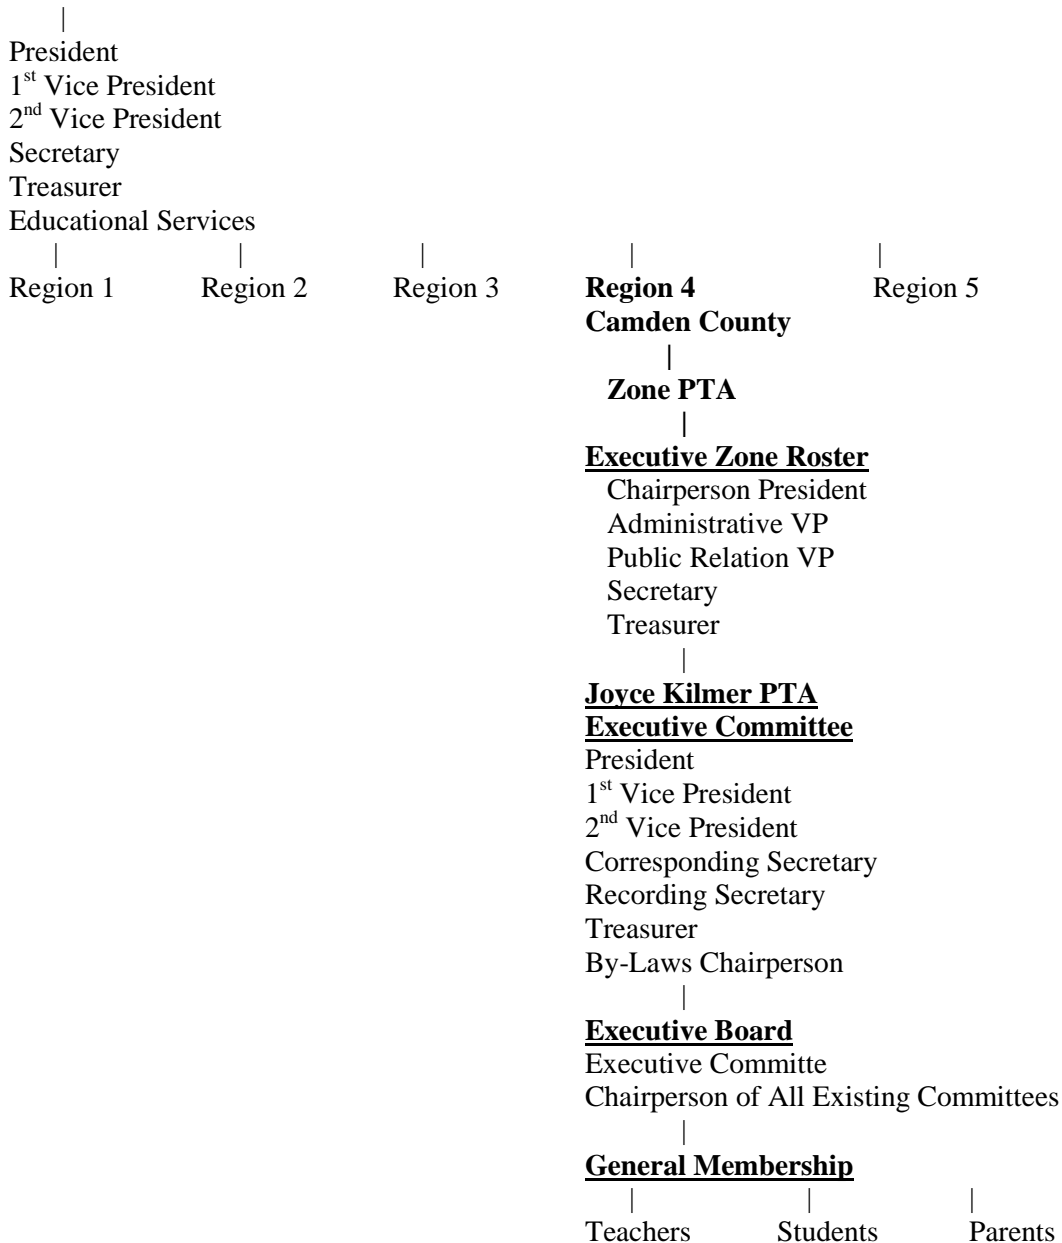 |
President
1st Vice President
2nd Vice President
Secretary
Treasurer
Educational Services
| | | | |
Region 1 Region 2 Region 3 Region 4 Region 5
Camden County
|
Zone PTA
|
Executive Zone Roster
Chairperson President
Administrative VP
Public Relation VP
Secretary
Treasurer
|
Joyce Kilmer PTA
Executive Committee
President
1st Vice President
2nd Vice President
Corresponding Secretary
Recording Secretary
Treasurer
By-Laws Chairperson
|
Executive Board
Executive Committe
Chairperson of All Existing Committees
|
General Membership
| | |
Teachers Students Parents